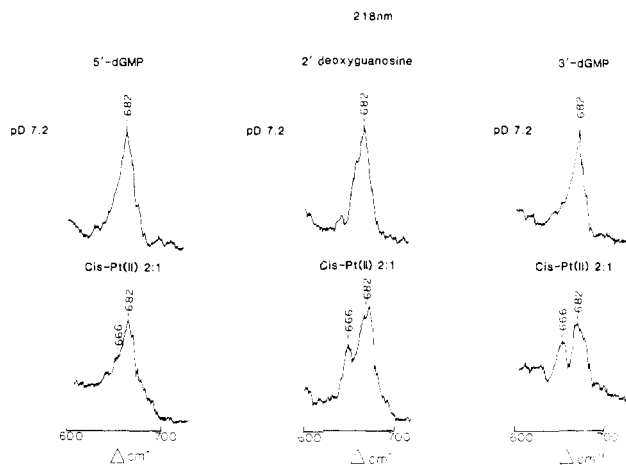 218nm
5'-dGMP
2' deoxyguanosine
3'-dGMP
pD 7.2
-682
pD 7.2
-682
pD 7.2
-682
Cis-Pt(II) 2:1
Cis-Pt(II) 2:1
Cis-Pt(II) 2:1
-666
-682
-666
-682
-666
-682
600
700
600
700
600
700
Δcm⁻¹
Δcm⁻¹
Δcm⁻¹